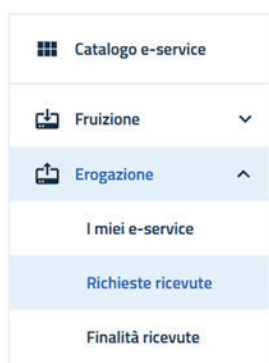 Catalogo e-service
Fruizione
Erogazione
I miei e-service
Richieste ricevute
Finalità ricevute